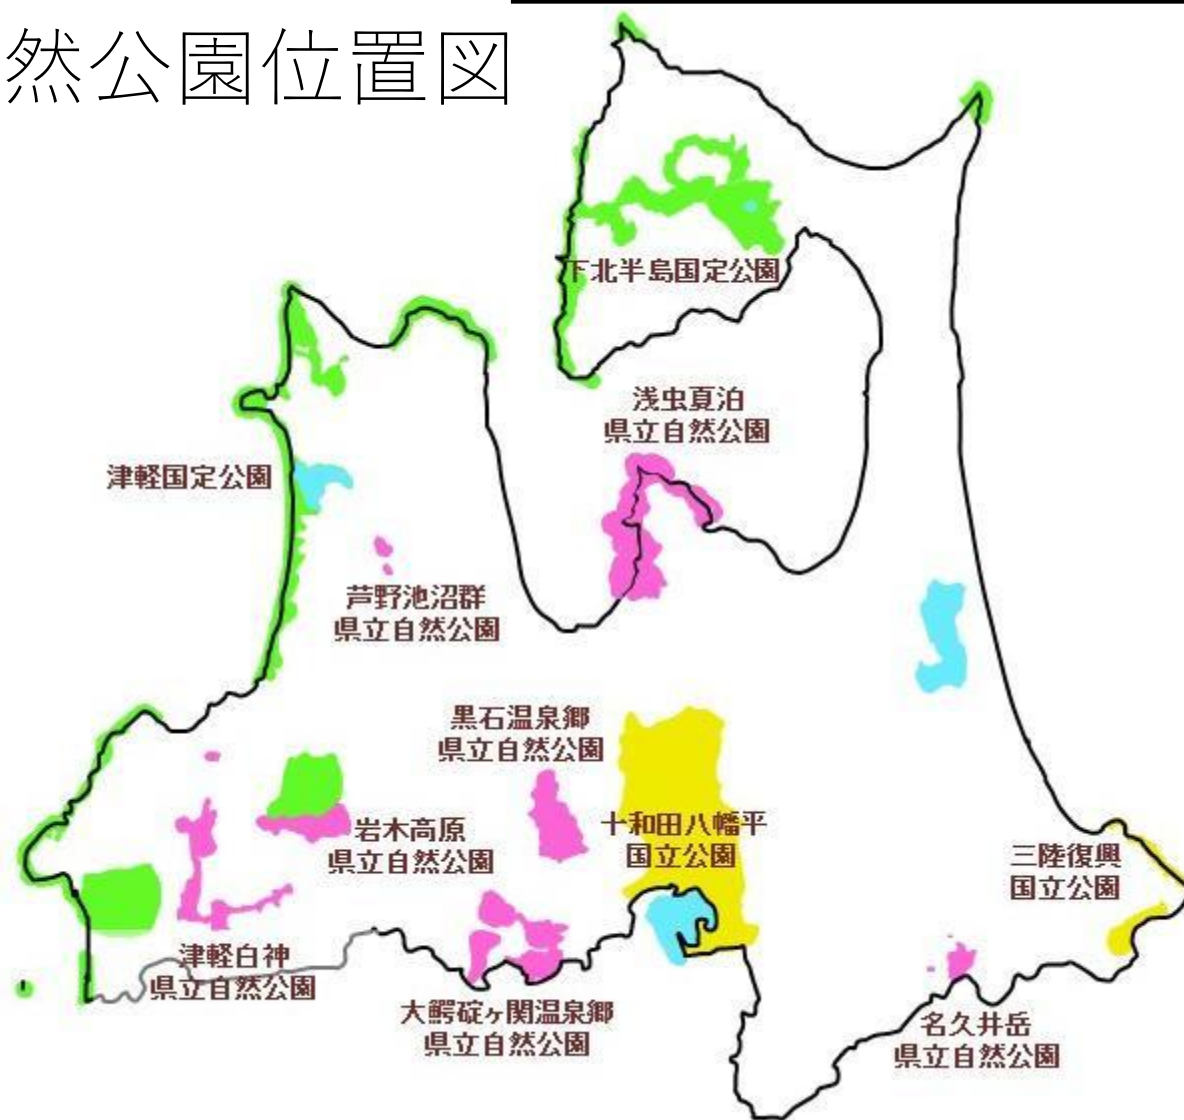 然公園位置図
下北半島国定公園
浅虫夏泊
県立自然公園
津軽国定公園
芦野池沼群
県立自然公園
黒石温泉郷
県立自然公園
岩木高原
県立自然公園
十和田八幡平
国立公園
三陸復興
国立公園
津軽白神
県立自然公園
大鰐碇ヶ関温泉郷
県立自然公園
名久井岳
県立自然公園